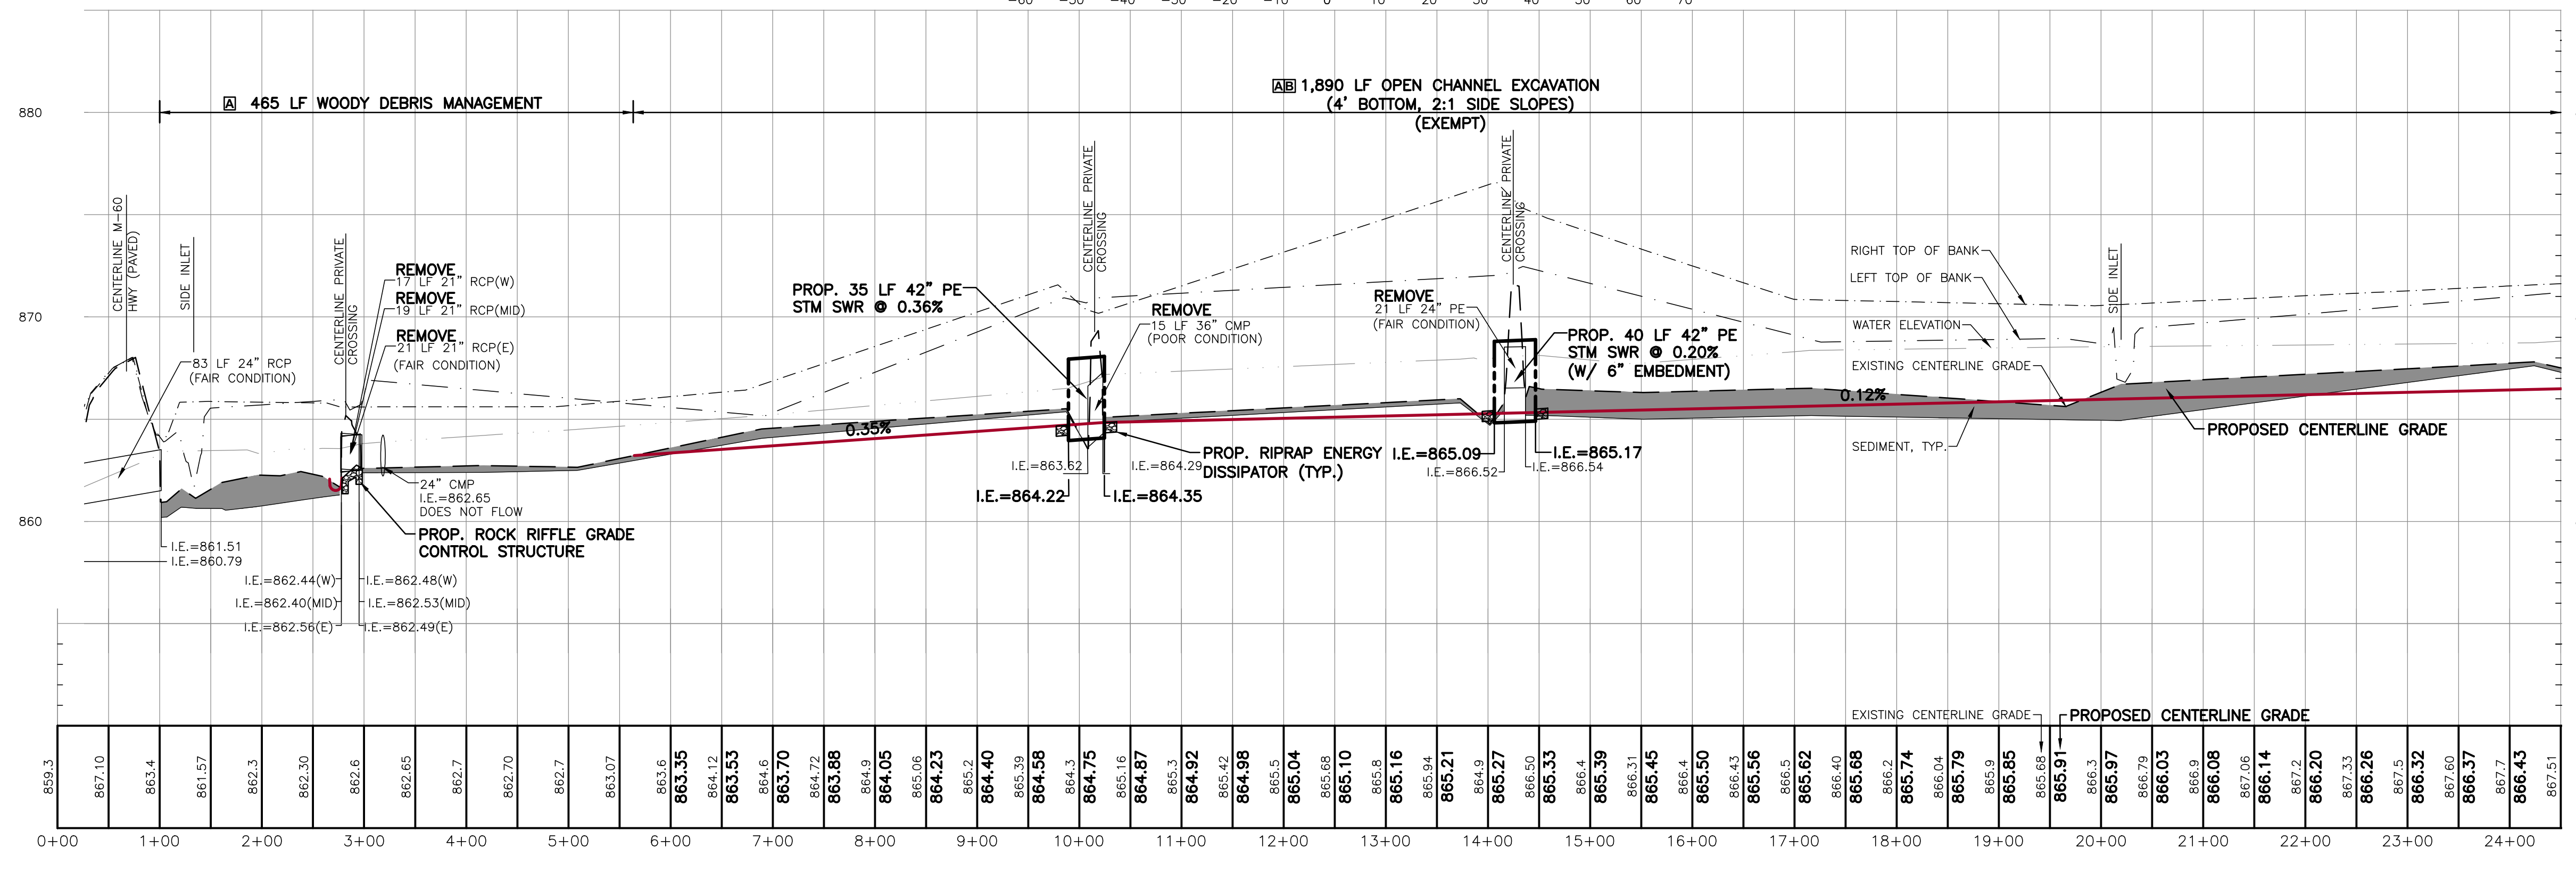 -60 -50 -40 -30 -20 -10 0 10 20 30 40 50 60 70
AB 1,890 LF OPEN CHANNEL EXCAVATION
(4' BOTTOM, 2:1 SIDE SLOPES)
(EXEMPT)
A 465 LF WOODY DEBRIS MANAGEMENT
880
870
860
CENTERLINE M-60
HWY (PAVED)
SIDE INLET
CENTERLINE PRIVATE
CROSSING
REMOVE
17 LF 21" RCP(W)
REMOVE
19 LF 21" RCP(MID)
REMOVE
21 LF 21" RCP(E)
(FAIR CONDITION)
83 LF 24" RCP
(FAIR CONDITION)
24" CMP
I.E.=862.65
DOES NOT FLOW
PROP. ROCK RIFFLE GRADE
CONTROL STRUCTURE
I.E.=861.51
I.E.=860.79
I.E.=862.44(W)
I.E.=862.48(W)
I.E.=862.40(MID)
I.E.=862.53(MID)
I.E.=862.56(E)
I.E.=862.49(E)
0.35%
PROP. 35 LF 42" PE
STM SWR @ 0.36%
CENTERLINE PRIVATE
CROSSING
REMOVE
15 LF 36" CMP
(POOR CONDITION)
I.E.=863.62
I.E.=864.29
I.E.=864.22
I.E.=864.35
PROP. RIPRAP ENERGY
DISSIPATOR (TYP.)
REMOVE
21 LF 24" PE
(FAIR CONDITION)
CENTERLINE PRIVATE
CROSSING
PROP. 40 LF 42" PE
STM SWR @ 0.20%
(W/ 6" EMBEDMENT)
I.E.=865.09
I.E.=865.17
I.E.=866.52
I.E.=866.54
RIGHT TOP OF BANK
LEFT TOP OF BANK
WATER ELEVATION
EXISTING CENTERLINE GRADE
0.12%
SEDIMENT, TYP.
SIDE INLET
PROPOSED CENTERLINE GRADE
EXISTING CENTERLINE GRADE
PROPOSED CENTERLINE GRADE
859.3
867.10
863.4
861.57
862.3
862.30
862.6
862.65
862.7
862.70
862.7
863.07
863.6
863.35
864.12
863.53
864.6
863.70
864.72
863.88
864.9
864.05
865.06
864.23
865.2
864.40
865.39
864.58
864.3
864.75
865.16
864.87
865.3
864.92
865.42
864.98
865.5
865.04
865.68
865.10
865.8
865.16
865.94
865.21
864.9
865.27
866.50
865.33
866.4
865.39
866.31
865.45
866.4
865.50
866.43
865.56
866.5
865.62
866.40
865.68
866.2
865.74
866.04
865.79
865.9
865.85
865.68
865.91
866.3
865.97
866.79
866.03
866.9
866.08
867.06
866.14
867.2
866.20
867.33
866.26
867.5
866.32
867.60
866.37
867.7
866.43
867.51
0+00 1+00 2+00 3+00 4+00 5+00 6+00 7+00 8+00 9+00 10+00 11+00 12+00 13+00 14+00 15+00 16+00 17+00 18+00 19+00 20+00 21+00 22+00 23+00 24+00